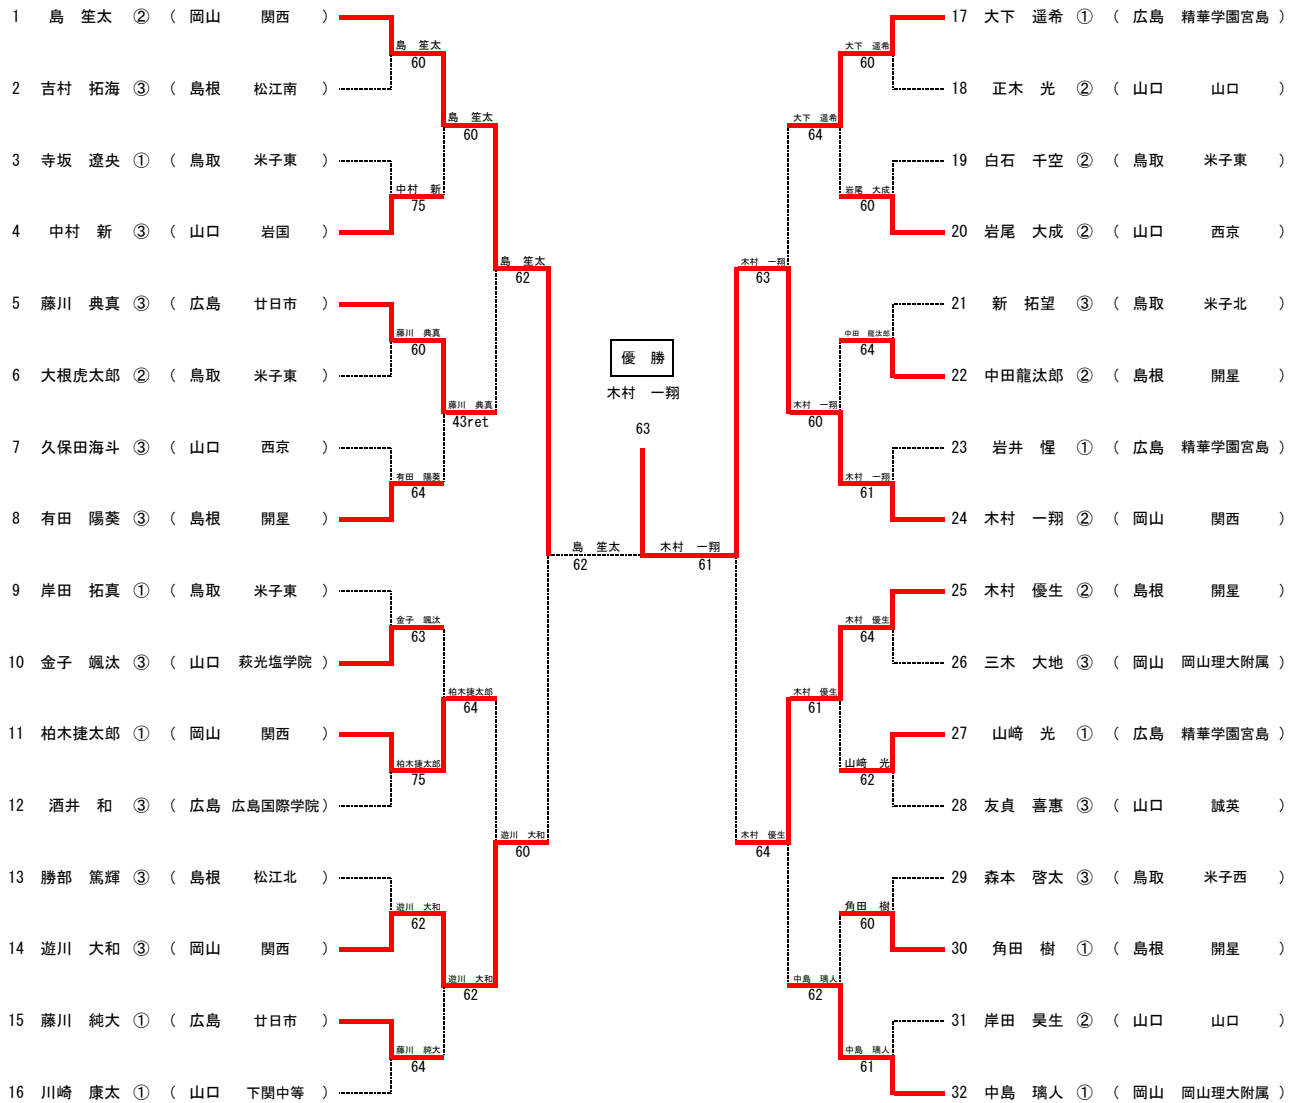 1 島 笙太 ② ( 岡山 関西 )
2 吉村 拓海 ③ ( 島根 松江南 )
3 寺坂 遼央 ① ( 鳥取 米子東 )
4 中村 新 ③ ( 山口 岩国 )
5 藤川 典真 ③ ( 広島 廿日市 )
6 大根虎太郎 ② ( 鳥取 米子東 )
7 久保田海斗 ③ ( 山口 西京 )
8 有田 陽葵 ③ ( 島根 開星 )
9 岸田 拓真 ① ( 鳥取 米子東 )
10 金子 颯汰 ③ ( 山口 萩光塩学院 )
11 柏木捷太郎 ① ( 岡山 関西 )
12 酒井 和 ③ ( 広島 広島国際学院 )
13 勝部 篤輝 ③ ( 島根 松江北 )
14 遊川 大和 ③ ( 岡山 関西 )
15 藤川 純大 ① ( 広島 廿日市 )
16 川崎 康太 ① ( 山口 下関中等 )
島 笙太
60
中村 新
75
藤川 典真
60
有田 陽葵
64
金子 颯汰
63
柏木捷太郎
75
遊川 大和
62
藤川 純大
64
島 笙太
60
藤川 典真
43ret
柏木捷太郎
64
遊川 大和
62
島 笙太
62
遊川 大和
60
島 笙太
62
優 勝
木村 一翔
63
木村 一翔
61
木村 一翔
63
木村 優生
64
大下 遥希
64
木村 一翔
60
木村 優生
61
中島 璃人
62
大下 遥希
60
岩尾 大成
60
中田 龍太郎
64
木村 一翔
61
木村 優生
64
山﨑 光
62
角田 樹
60
中島 璃人
61
17 大下 遥希 ① ( 広島 精華学園宮島 )
18 正木 光 ② ( 山口 山口 )
19 白石 千空 ② ( 鳥取 米子東 )
20 岩尾 大成 ② ( 山口 西京 )
21 新 拓望 ③ ( 鳥取 米子北 )
22 中田龍汰郎 ② ( 島根 開星 )
23 岩井 惺 ① ( 広島 精華学園宮島 )
24 木村 一翔 ② ( 岡山 関西 )
25 木村 優生 ② ( 島根 開星 )
26 三木 大地 ③ ( 岡山 岡山理大附属 )
27 山﨑 光 ① ( 広島 精華学園宮島 )
28 友貞 喜惠 ③ ( 山口 誠英 )
29 森本 啓太 ③ ( 鳥取 米子西 )
30 角田 樹 ① ( 島根 開星 )
31 岸田 昊生 ② ( 山口 山口 )
32 中島 璃人 ① ( 岡山 岡山理大附属 )